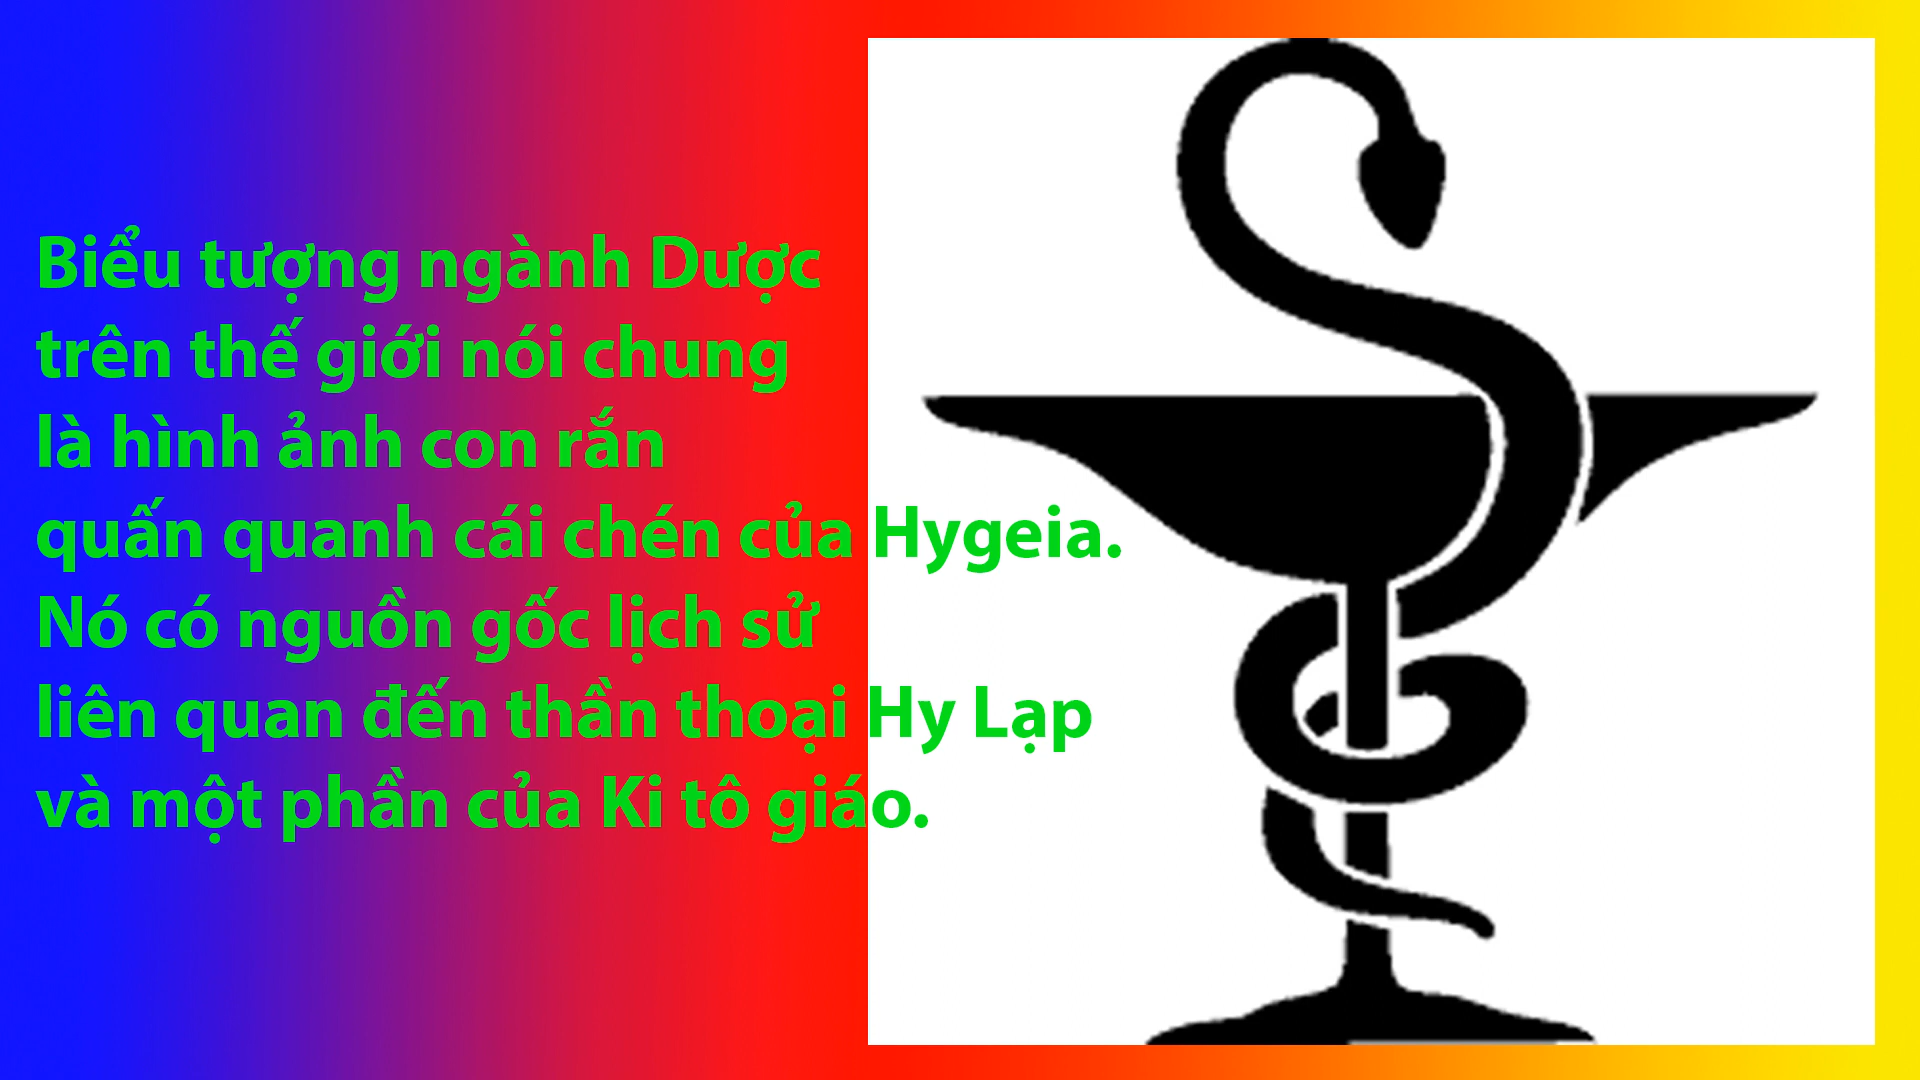 Biểu tượng ngành Dược
trên thế giới nói chung
là hình ảnh con rắn
quấn quanh cái chén của Hygeia.
Nó có nguồn gốc lịch sử
liên quan đến thần thoại Hy Lạp
và một phần của Ki tô giáo.